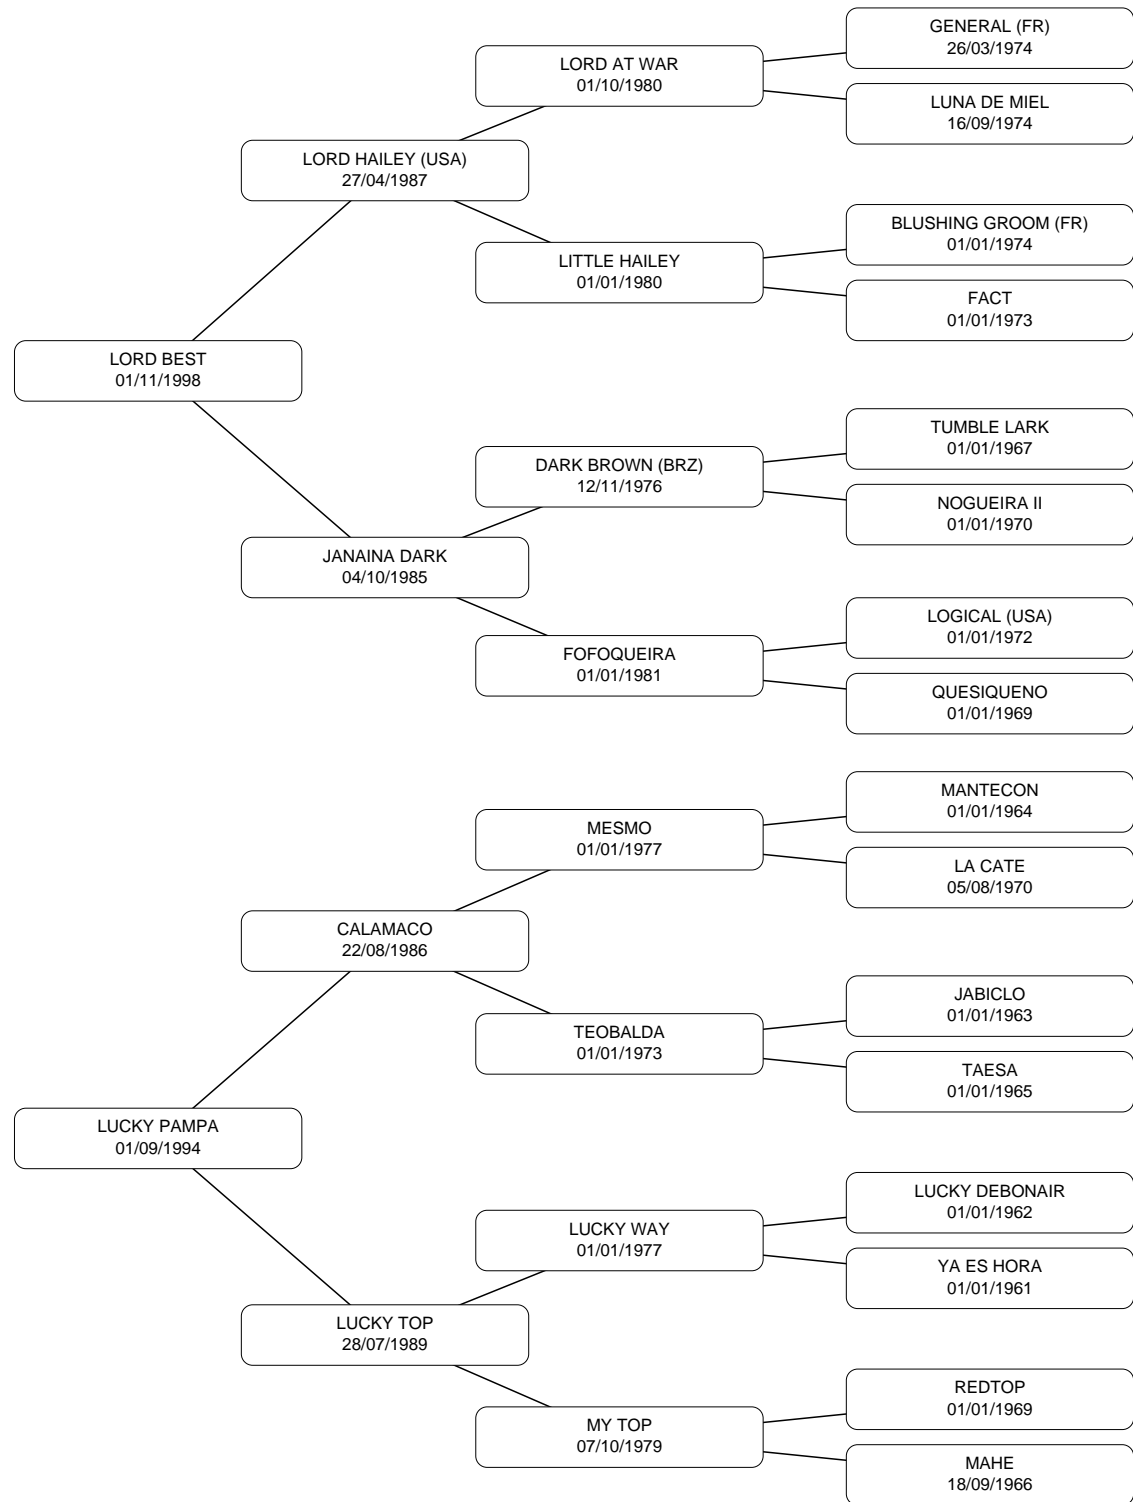 GENERAL (FR)
26/03/1974
LORD AT WAR
01/10/1980
LUNA DE MIEL
16/09/1974
LORD HAILEY (USA)
27/04/1987
BLUSHING GROOM (FR)
01/01/1974
LITTLE HAILEY
01/01/1980
FACT
01/01/1973
LORD BEST
01/11/1998
TUMBLE LARK
01/01/1967
DARK BROWN (BRZ)
12/11/1976
NOGUEIRA II
01/01/1970
JANAINA DARK
04/10/1985
LOGICAL (USA)
01/01/1972
FOFOQUEIRA
01/01/1981
QUESIQUENO
01/01/1969
MANTECON
01/01/1964
MESMO
01/01/1977
LA CATE
05/08/1970
CALAMACO
22/08/1986
JABICLO
01/01/1963
TEOBALDA
01/01/1973
TAESA
01/01/1965
LUCKY PAMPA
01/09/1994
LUCKY DEBONAIR
01/01/1962
LUCKY WAY
01/01/1977
YA ES HORA
01/01/1961
LUCKY TOP
28/07/1989
REDTOP
01/01/1969
MY TOP
07/10/1979
MAHE
18/09/1966